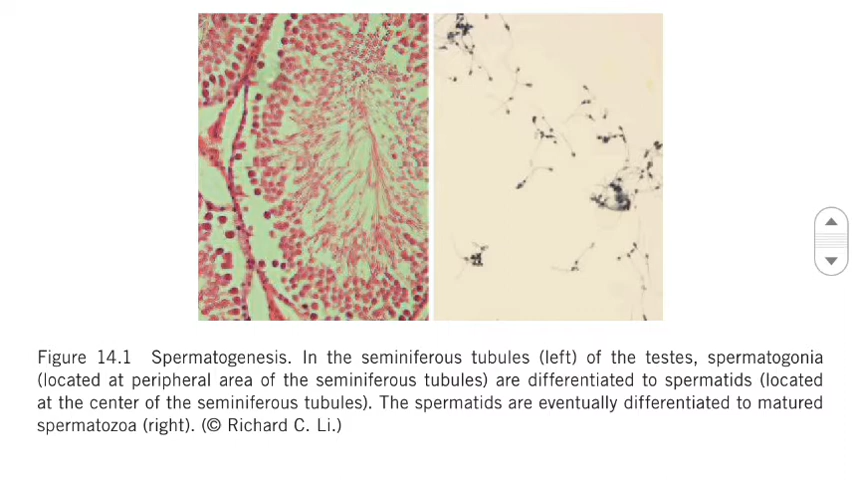 Figure 14.1 Spermatogenesis. In the seminiferous tubules (left) of the testes, spermatogonia
(located at peripheral area of the seminiferous tubules) are differentiated to spermatids (located
at the center of the seminiferous tubules). The spermatids are eventually differentiated to matured
spermatozoa (right). (© Richard C. Li.)